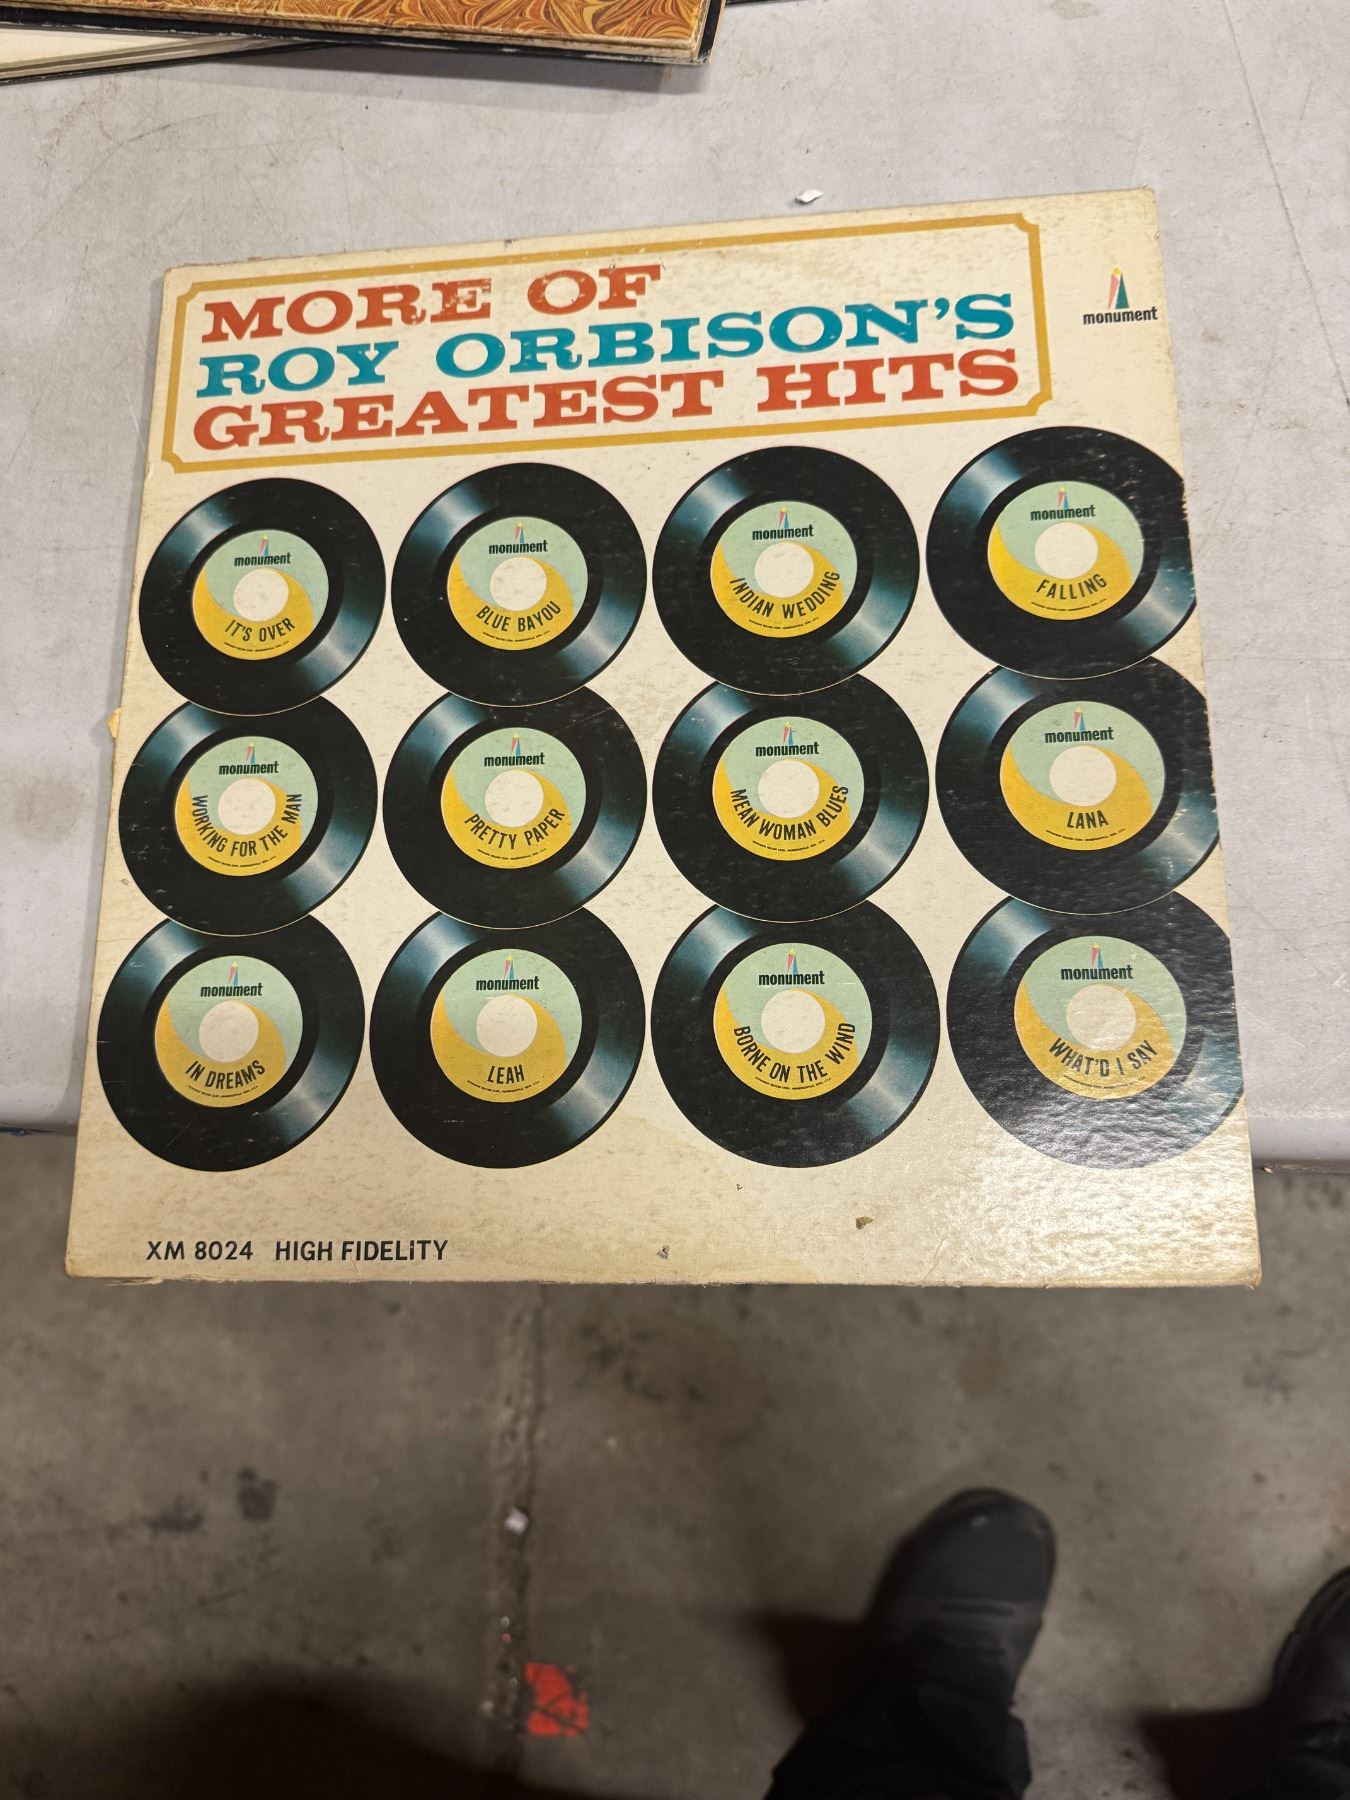 MORE OF
ROY ORBISON'S
GREATEST HITS
monument
monument
IT'S OVER
monument
BLUE BAYOU
monument
INDIAN WEDDING
monument
FALLING
monument
WORKING FOR THE MAN
monument
PRETTY PAPER
monument
MEAN WOMAN BLUES
monument
LANA
monument
IN DREAMS
monument
LEAH
monument
BORNE ON THE WIND
monument
WHAT'D I SAY
XM 8024 HIGH FIDELITY